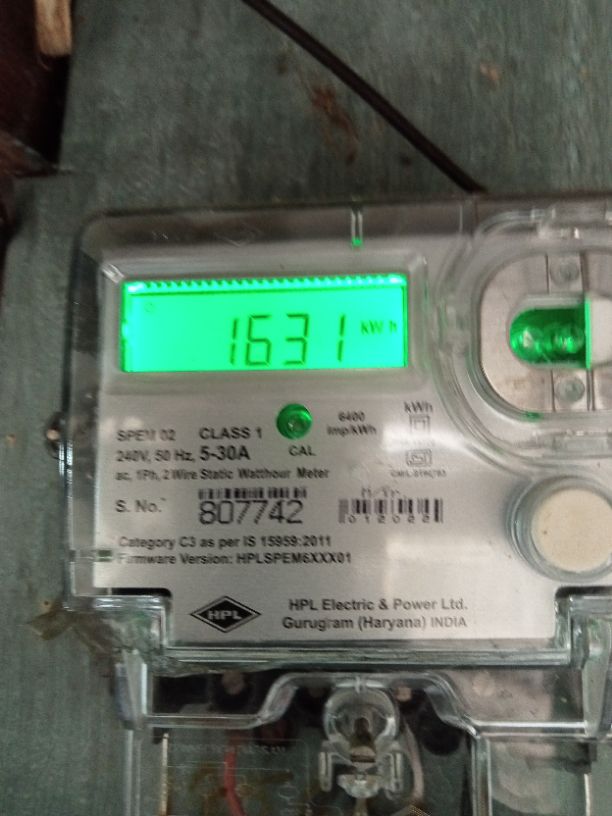 1631 kWh
SPEM 02 CLASS 1
240V, 50 Hz, 5-30A
ac, 1Ph, 2 Wire Static Watthour Meter
CAL
6400
imp/kWh
kWh
S. No. 807742
M/Yr.
012022
Category C3 as per IS 15959:2011
Firmware Version: HPLSPEM6XXX01
HPL
HPL Electric & Power Ltd.
Gurugram (Haryana) INDIA